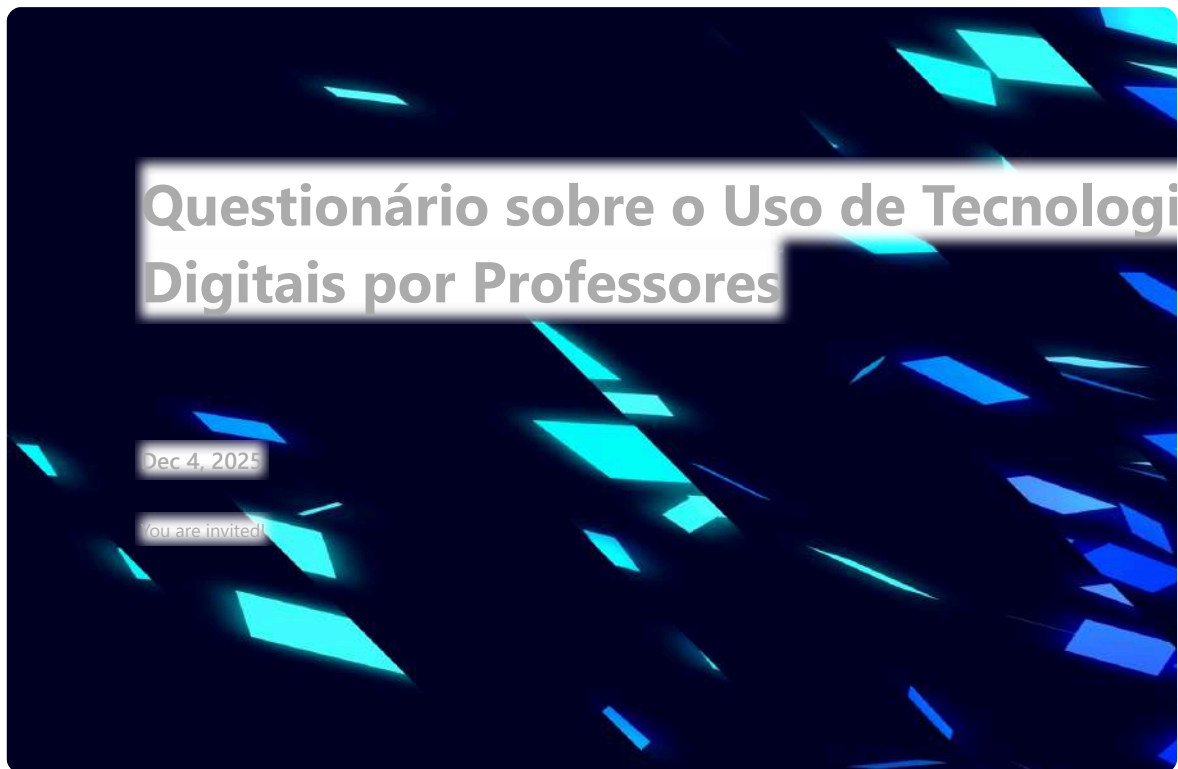 Questionário sobre o Uso de Tecnologi
Digitais por Professores
Dec 4, 2025
You are invited!